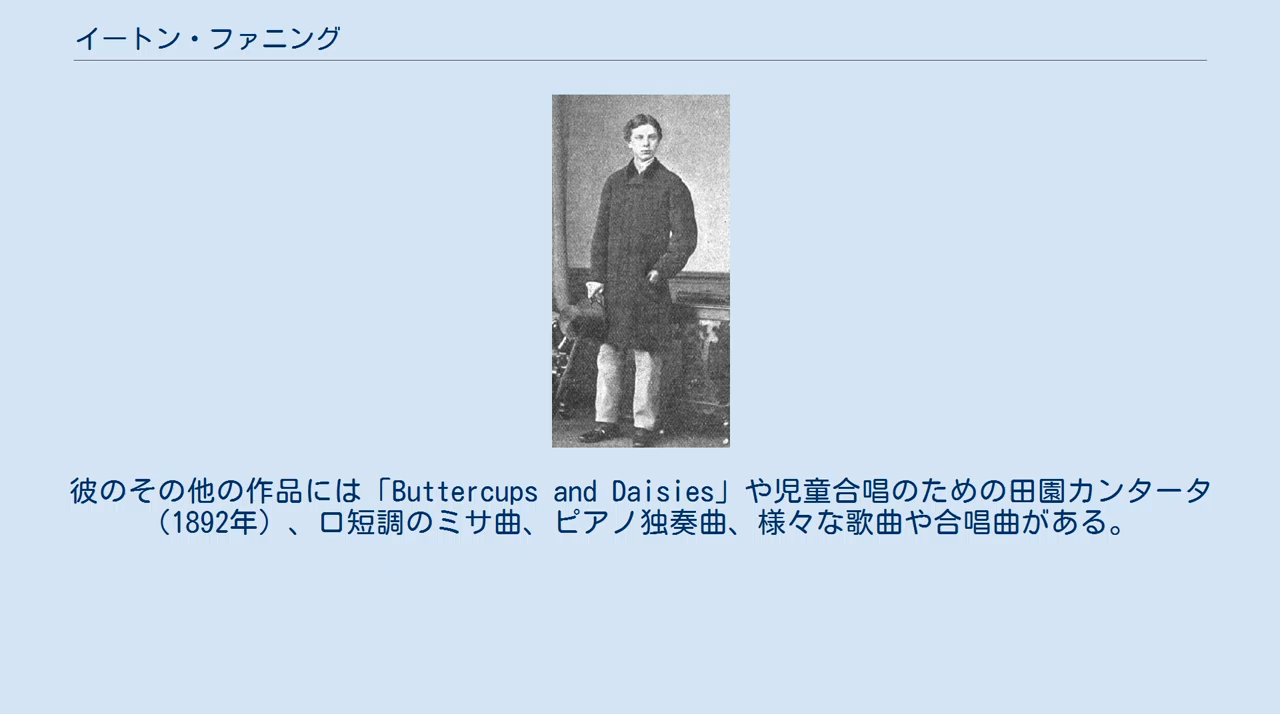 イートン・ファニング
彼のその他の作品には「Buttercups and Daisies」や児童合唱のための田園カンタータ
（1892年）、ロ短調のミサ曲、ピアノ独奏曲、様々な歌曲や合唱曲がある。